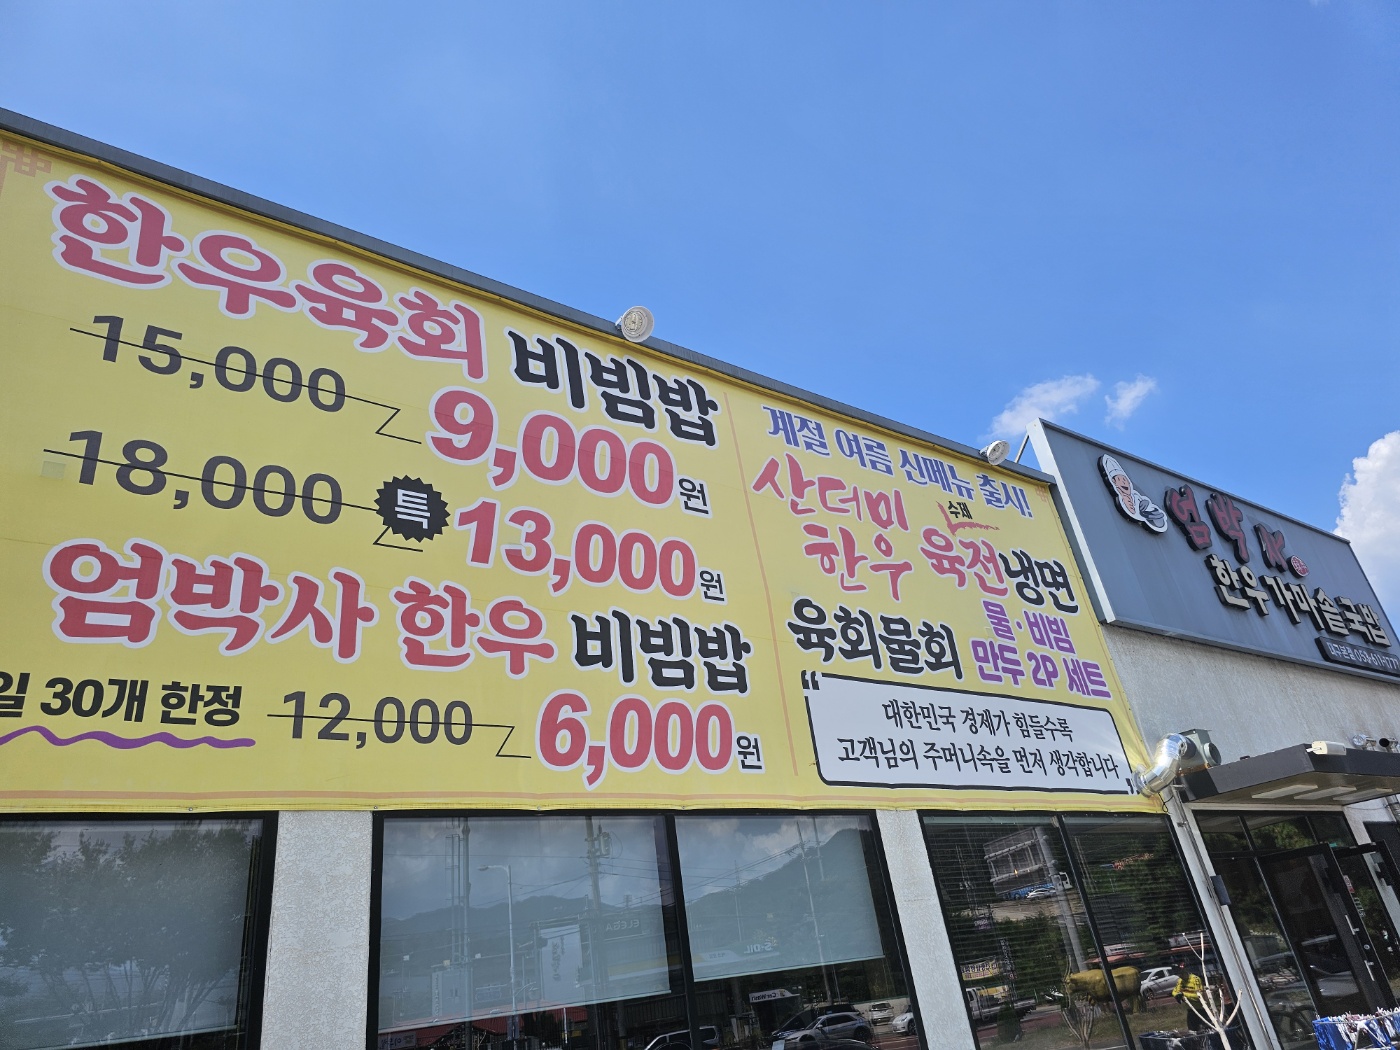 한우육회 비빔밥
15,000 9,000원
18,000 특 13,000원
엄박사 한우 비빔밥
일 30개 한정 12,000 6,000원
계절 여름 신메뉴 출시!
산더미 수제
한우 육전냉면
육회물회 물·비빔
만두 2P 세트
“ 대한민국 경제가 힘들수록
고객님의 주머니속을 먼저 생각합니다 ”
엄박사
한우가마솥국밥